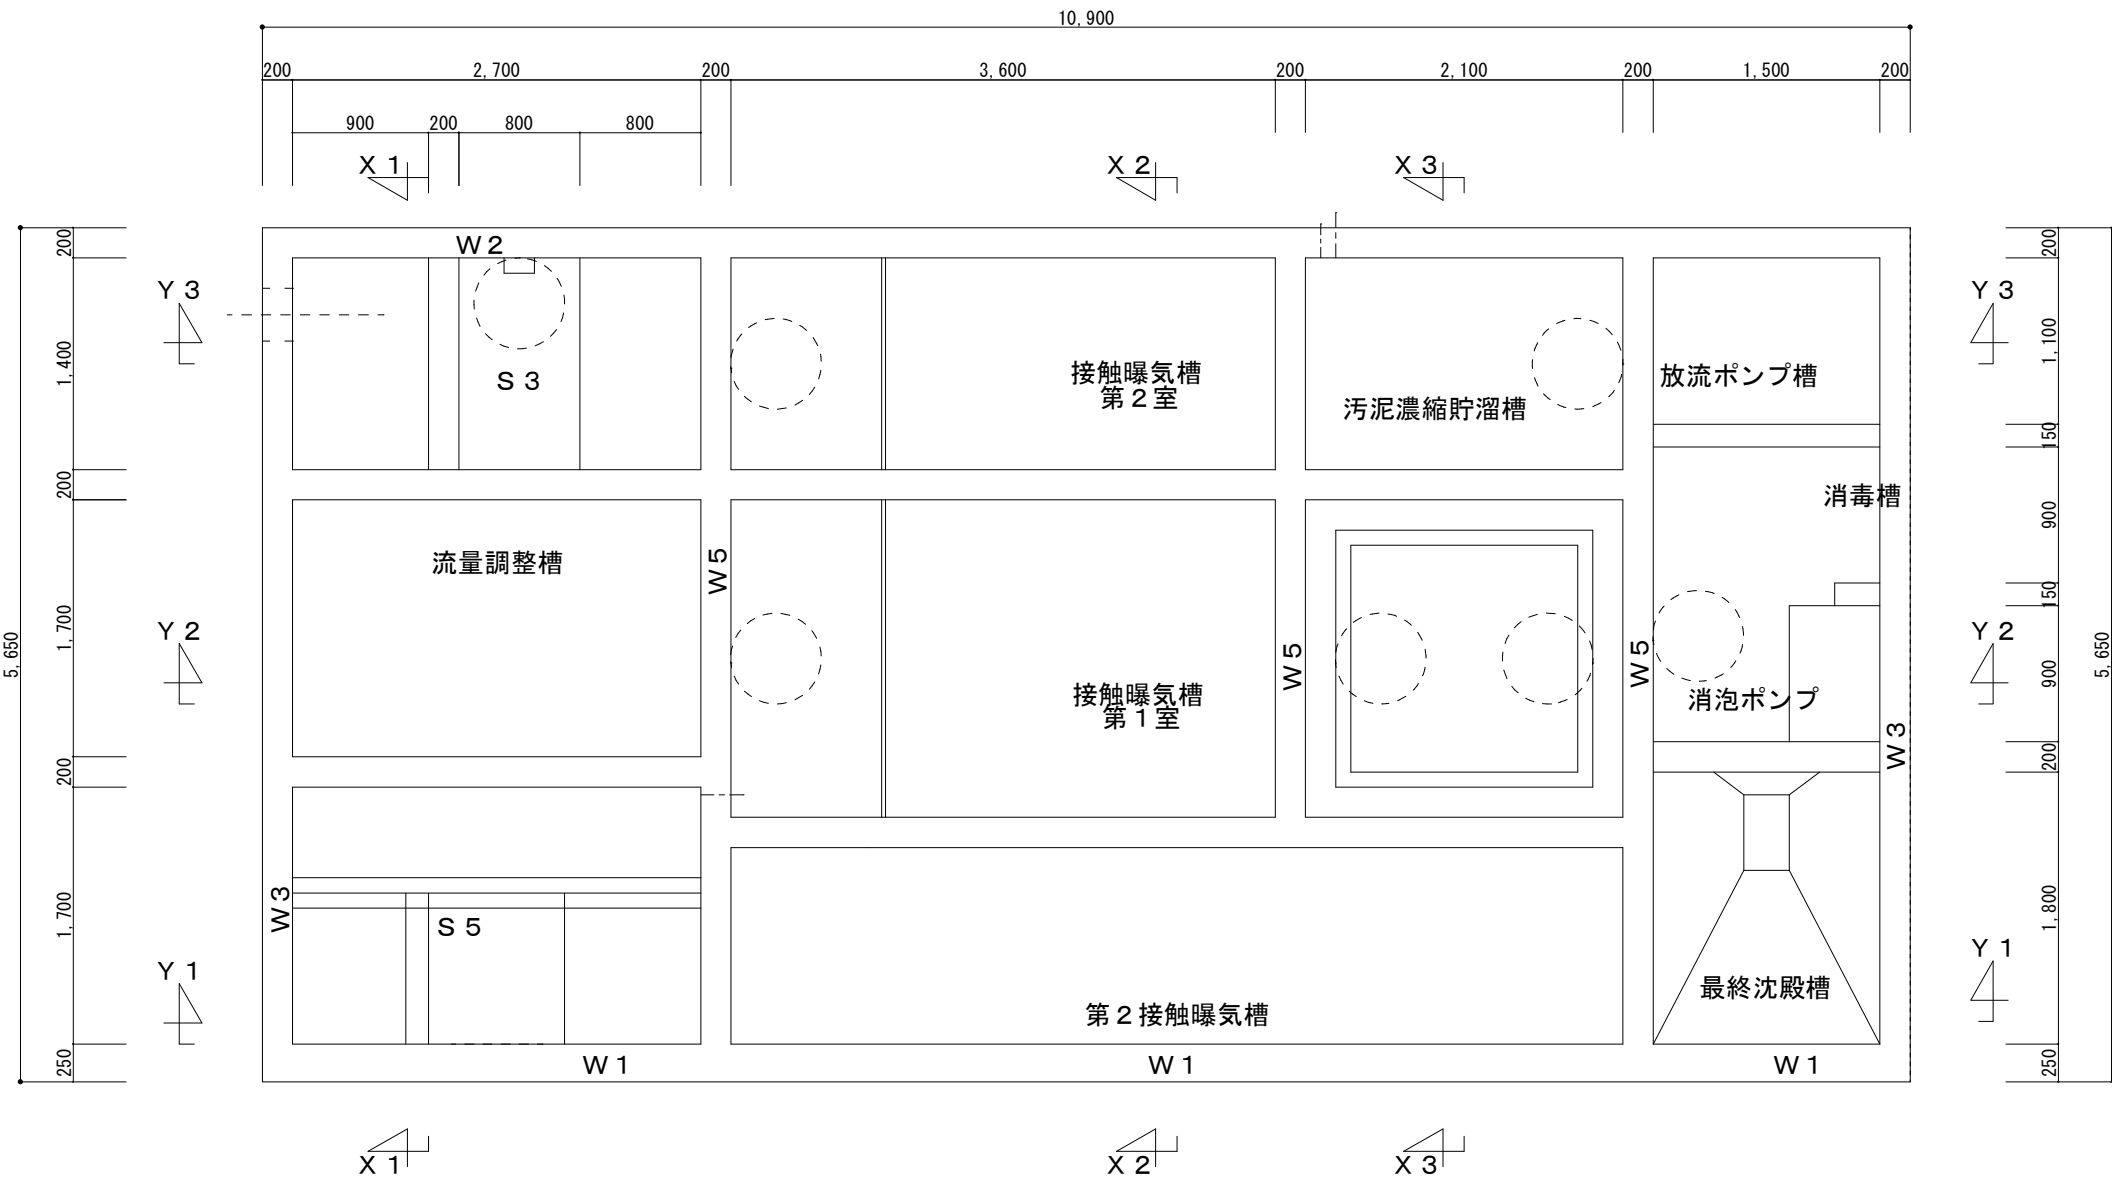 10,900
200 2,700 200 3,600 200 2,100 200 1,500 200
900 200 800 800
X 1 X 2 X 3
W 2
Y 3 Y 3
S 3
接触曝気槽
第２室
汚泥濃縮貯溜槽
放流ポンプ槽
消毒槽
流量調整槽
W 5
W 5
W 5
Y 2 Y 2
接触曝気槽
第１室
消泡ポンプ
W 3
W 3
S 5
Y 1 Y 1
最終沈殿槽
第２接触曝気槽
W 1 W 1 W 1
X 1 X 2 X 3
5,650
200
1,400
200
1,700
200
1,700
250
200
1,100
150
900
150
900
200
1,800
250
5,650